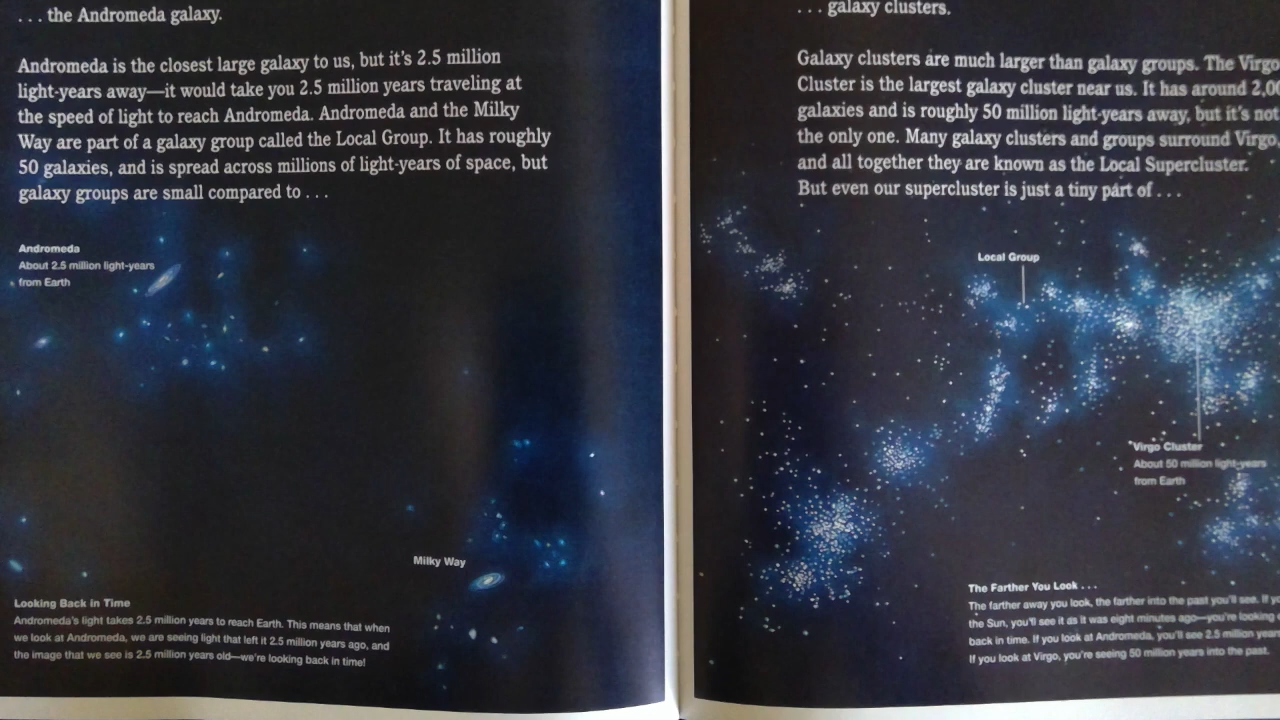 . . . the Andromeda galaxy.
Andromeda is the closest large galaxy to us, but it's 2.5 million
light-years away—it would take you 2.5 million years traveling at
the speed of light to reach Andromeda. Andromeda and the Milky
Way are part of a galaxy group called the Local Group. It has roughly
50 galaxies, and is spread across millions of light-years of space, but
galaxy groups are small compared to . . .
Andromeda
About 2.5 million light-years
from Earth
Milky Way
Looking Back in Time
Andromeda's light takes 2.5 million years to reach Earth. This means that when
we look at Andromeda, we are seeing light that left it 2.5 million years ago, and
the image that we see is 2.5 million years old—we're looking back in time!
. . . galaxy clusters.
Galaxy clusters are much larger than galaxy groups. The Virgo
Cluster is the largest galaxy cluster near us. It has around 2,00
galaxies and is roughly 50 million light-years away, but it's not
the only one. Many galaxy clusters and groups surround Virgo,
and all together they are known as the Local Supercluster.
But even our supercluster is just a tiny part of . . .
Local Group
Virgo Cluster
About 50 million light-years
from Earth
The Farther You Look . . .
The farther away you look, the farther into the past you'll see. If yo
the Sun, you'll see it as it was eight minutes ago—you're looking
back in time. If you look at Andromeda, you'll see 2.5 million year
If you look at Virgo, you're seeing 50 million years into the past.